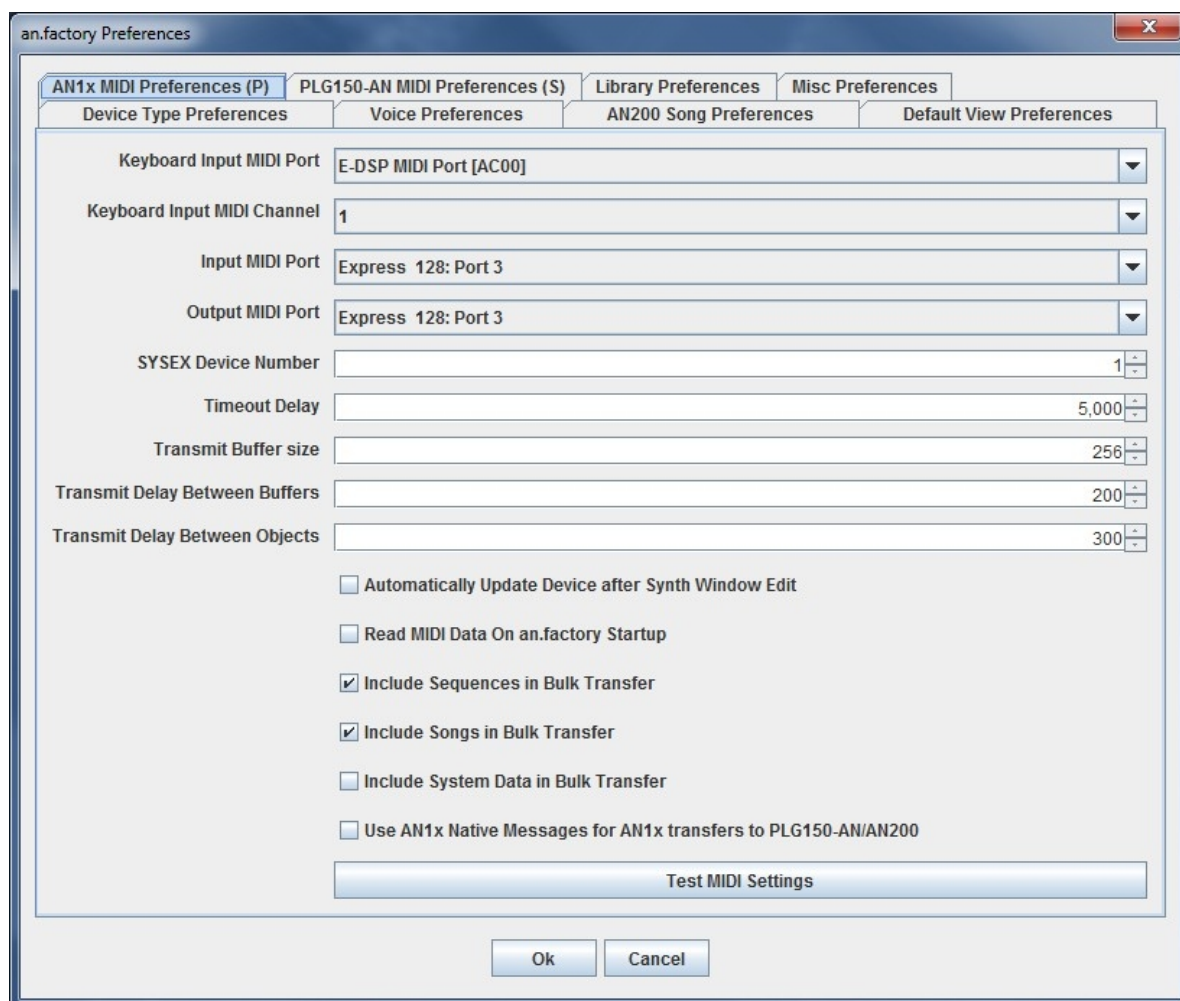 an.factory Preferences
AN1x MIDI Preferences (P) PLG150-AN MIDI Preferences (S) Library Preferences Misc Preferences
Device Type Preferences Voice Preferences AN200 Song Preferences Default View Preferences
Keyboard Input MIDI Port E-DSP MIDI Port [AC00]
Keyboard Input MIDI Channel 1
Input MIDI Port Express 128: Port 3
Output MIDI Port Express 128: Port 3
SYSEX Device Number 1
Timeout Delay 5,000
Transmit Buffer size 256
Transmit Delay Between Buffers 200
Transmit Delay Between Objects 300
Automatically Update Device after Synth Window Edit
Read MIDI Data On an.factory Startup
Include Sequences in Bulk Transfer
Include Songs in Bulk Transfer
Include System Data in Bulk Transfer
Use AN1x Native Messages for AN1x transfers to PLG150-AN/AN200
Test MIDI Settings
Ok Cancel